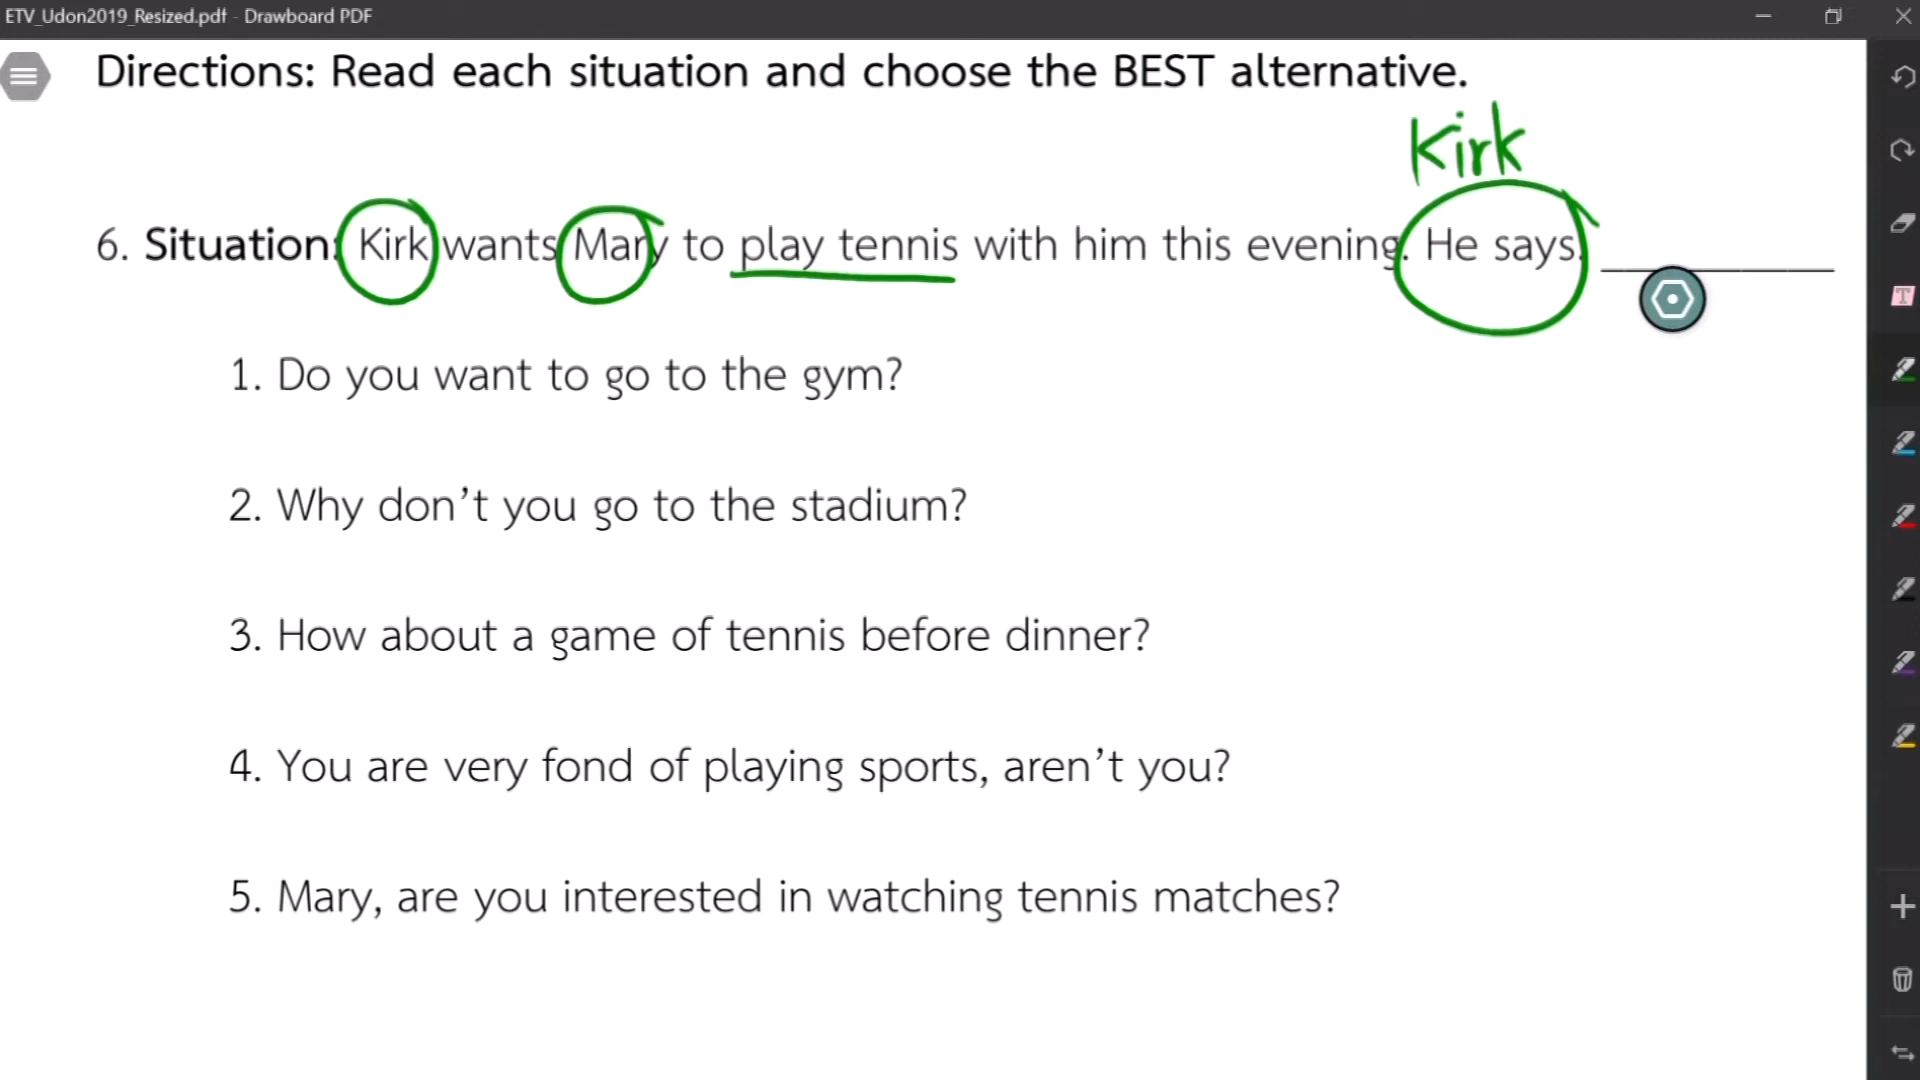 ETV_Udon2019_Resized.pdf - Drawboard PDF
Directions: Read each situation and choose the BEST alternative.
Kirk
6. Situation: Kirk wants Mary to play tennis with him this evening. He says, ____________
1. Do you want to go to the gym?
2. Why don’t you go to the stadium?
3. How about a game of tennis before dinner?
4. You are very fond of playing sports, aren’t you?
5. Mary, are you interested in watching tennis matches?